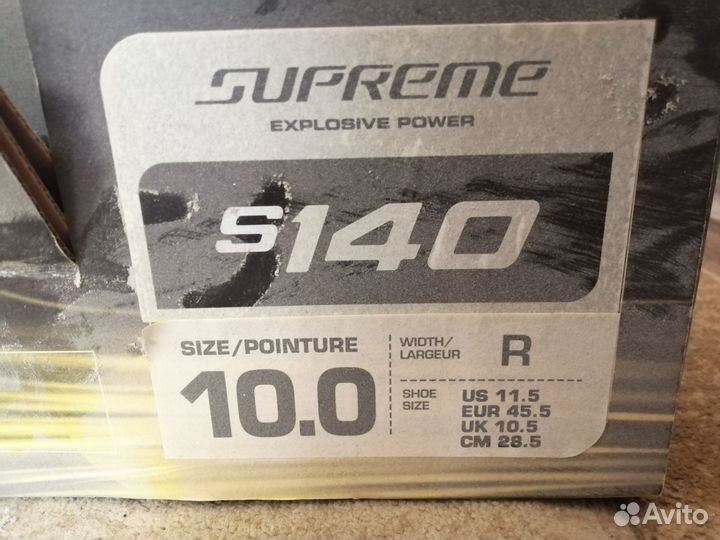 SUPREME
EXPLOSIVE POWER
S140
SIZE/POINTURE
10.0
WIDTH/
LARGEUR
R
SHOE
SIZE
US 11.5
EUR 45.5
UK 10.5
CM 28.5
Avito